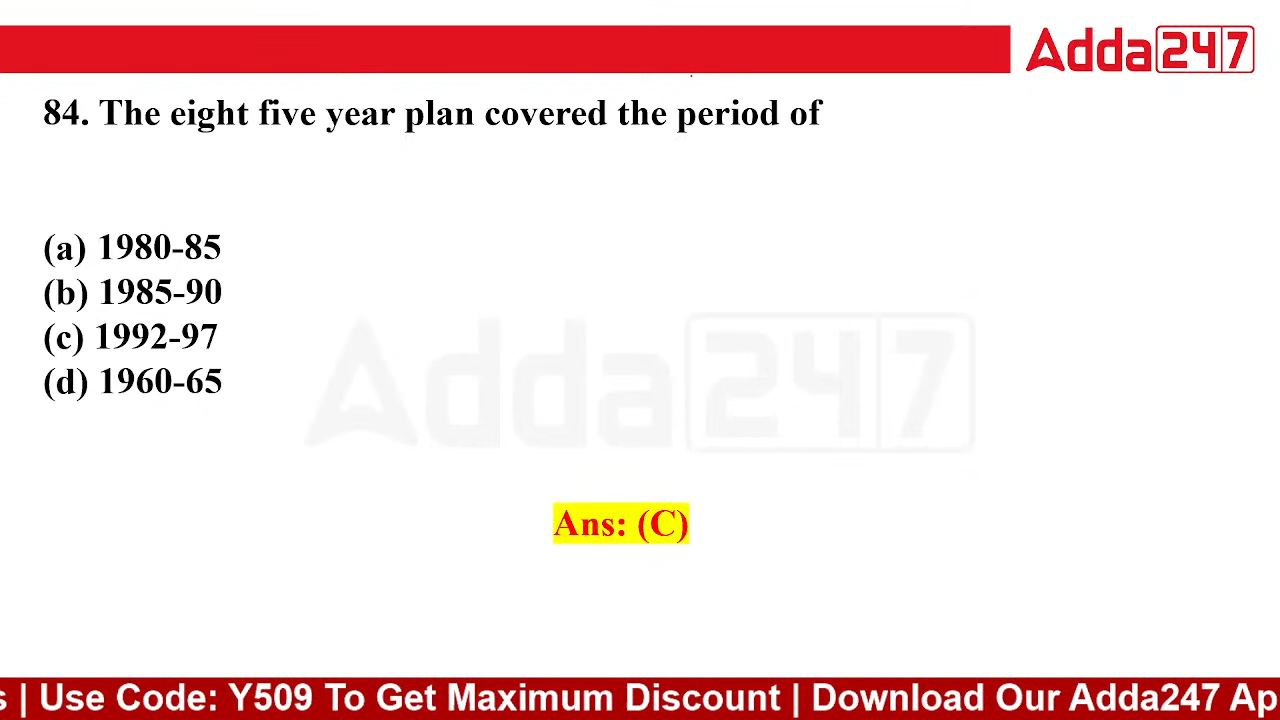 Adda247
84. The eight five year plan covered the period of
(a) 1980-85
(b) 1985-90
(c) 1992-97
(d) 1960-65
Adda247
Ans: (C)
s | Use Code: Y509 To Get Maximum Discount | Download Our Adda247 Ap